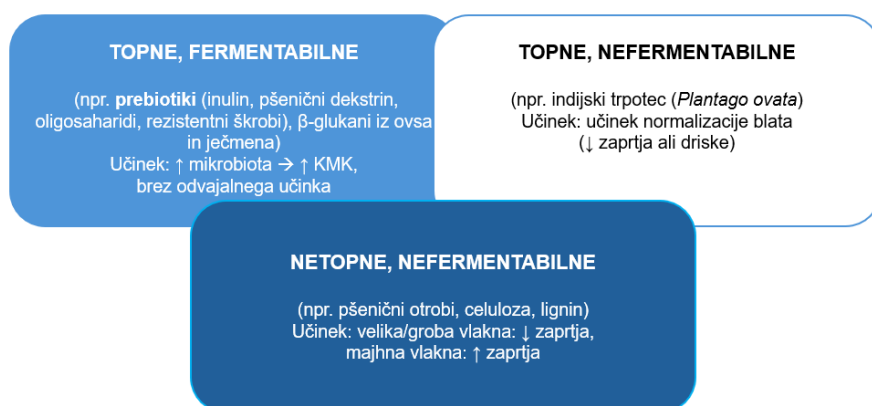 TOPNE, FERMENTABILNE
(npr. prebiotiki (inulin, pšenični dekstrin,
oligosaharidi, rezistentni škrobi), β-glukani iz ovsa
in ječmena)
Učinek: ↑ mikrobiota → ↑ KMK,
brez odvajalnega učinka
TOPNE, NEFERMENTABILNE
(npr. indijski trpotec (Plantago ovata)
Učinek: učinek normalizacije blata
(↓ zaprtja ali driske)
NETOPNE, NEFERMENTABILNE
(npr. pšenični otrobi, celuloza, lignin)
Učinek: velika/groba vlakna: ↓ zaprtja,
majhna vlakna: ↑ zaprtja